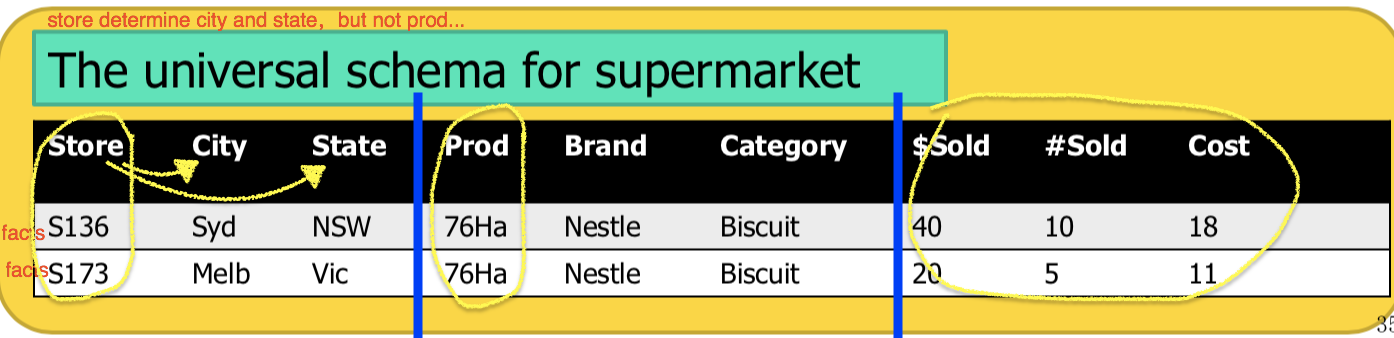 store determine city and state, but not prod...
The universal schema for supermarket
Store City State Prod Brand Category $Sold #Sold Cost
facts S136 Syd NSW 76Ha Nestle Biscuit 40 10 18
facts S173 Melb Vic 76Ha Nestle Biscuit 20 5 11
35